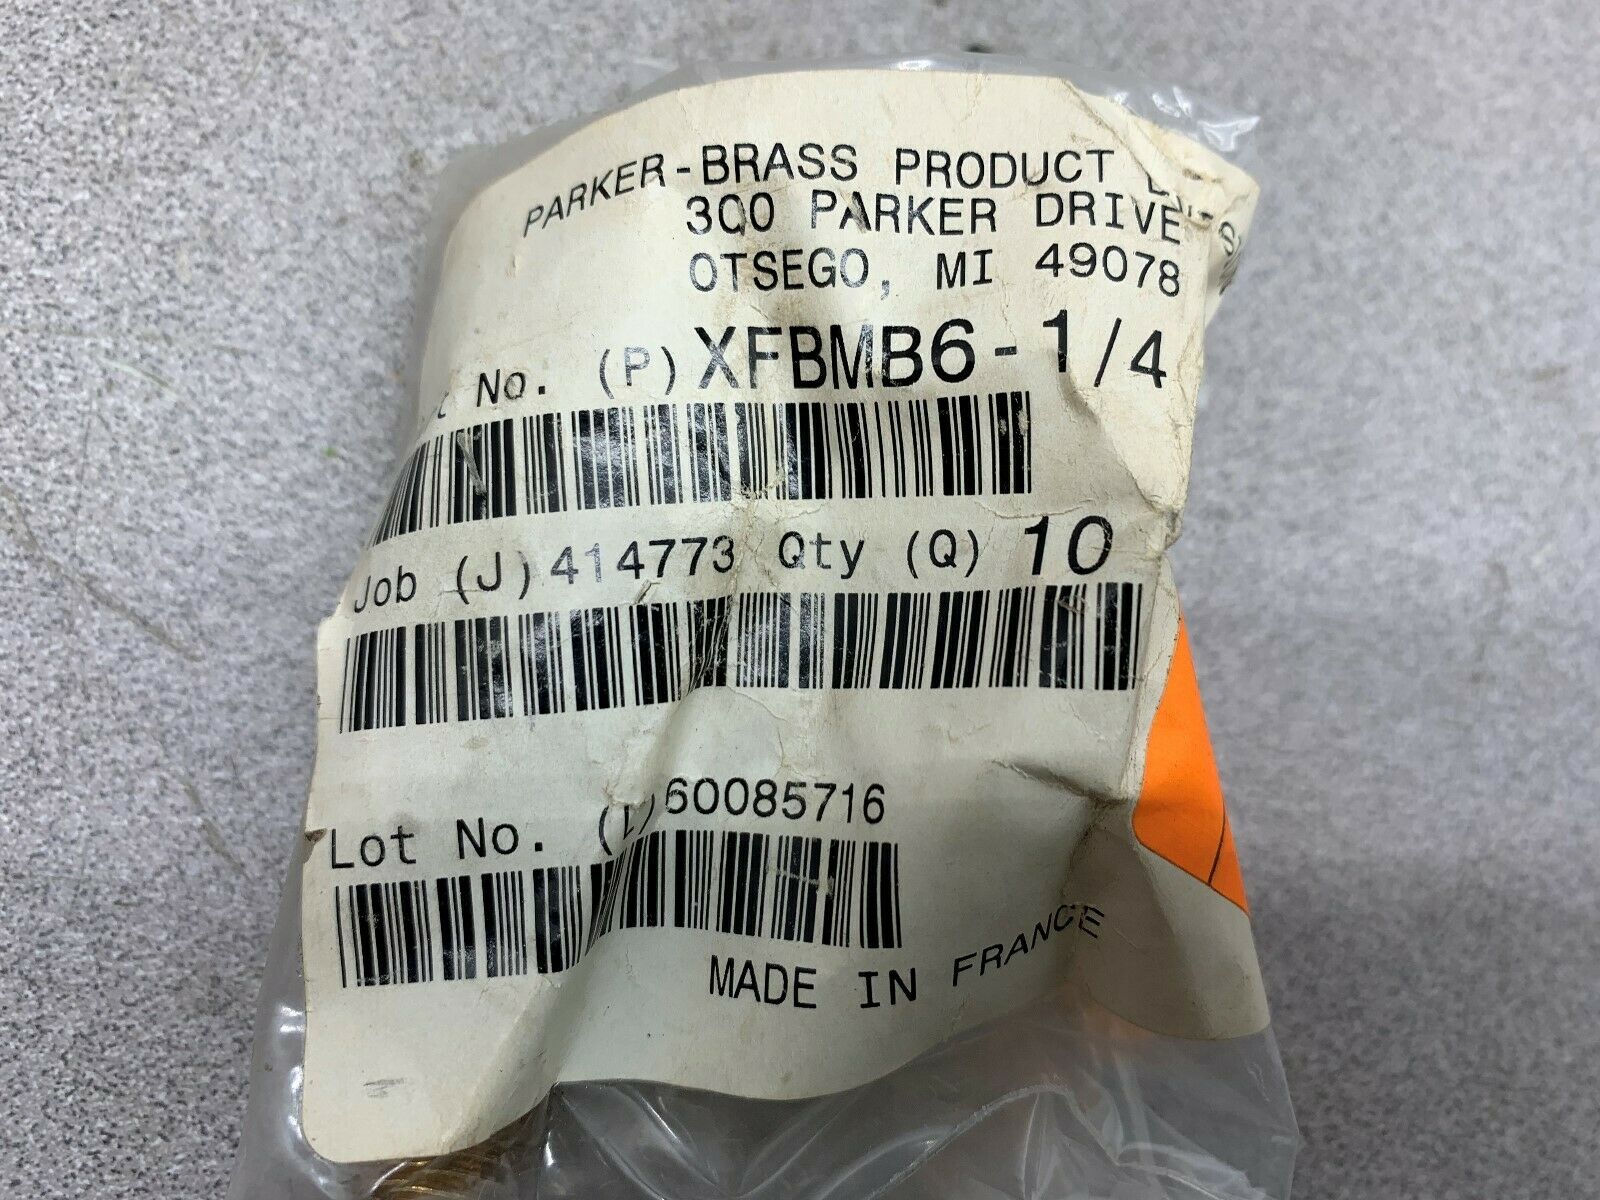 PARKER-BRASS PRODUCT
300 PARKER DRIVE
OTSEGO, MI 49078
No. (P) XFBMB6-1/4
Job (J) 414773 Qty (Q) 10
Lot No. (L) 60085716
MADE IN FRANCE